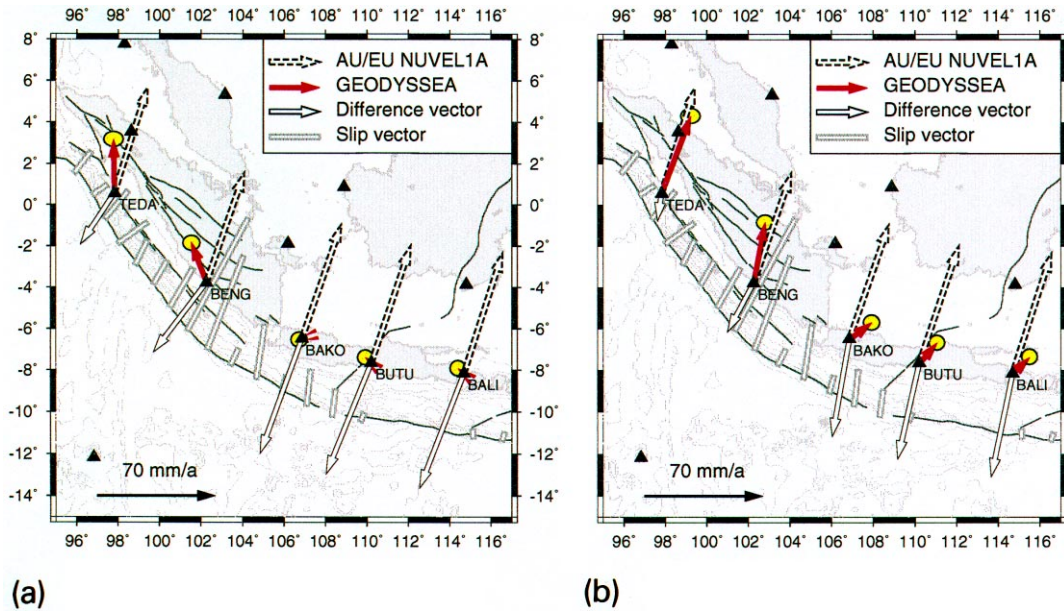 AU/EU NUVEL1A
GEODYSSEA
Difference vector
Slip vector
8°
6°
4°
2°
0°
-2°
-4°
-6°
-8°
-10°
-12°
-14°
TEDA
BENG
BAKO
BUTU
BALI
70 mm/a
96° 98° 100° 102° 104° 106° 108° 110° 112° 114° 116°
(a)
AU/EU NUVEL1A
GEODYSSEA
Difference vector
Slip vector
8°
6°
4°
2°
0°
-2°
-4°
-6°
-8°
-10°
-12°
-14°
TEDA
BENG
BAKO
BUTU
BALI
70 mm/a
96° 98° 100° 102° 104° 106° 108° 110° 112° 114° 116°
(b)